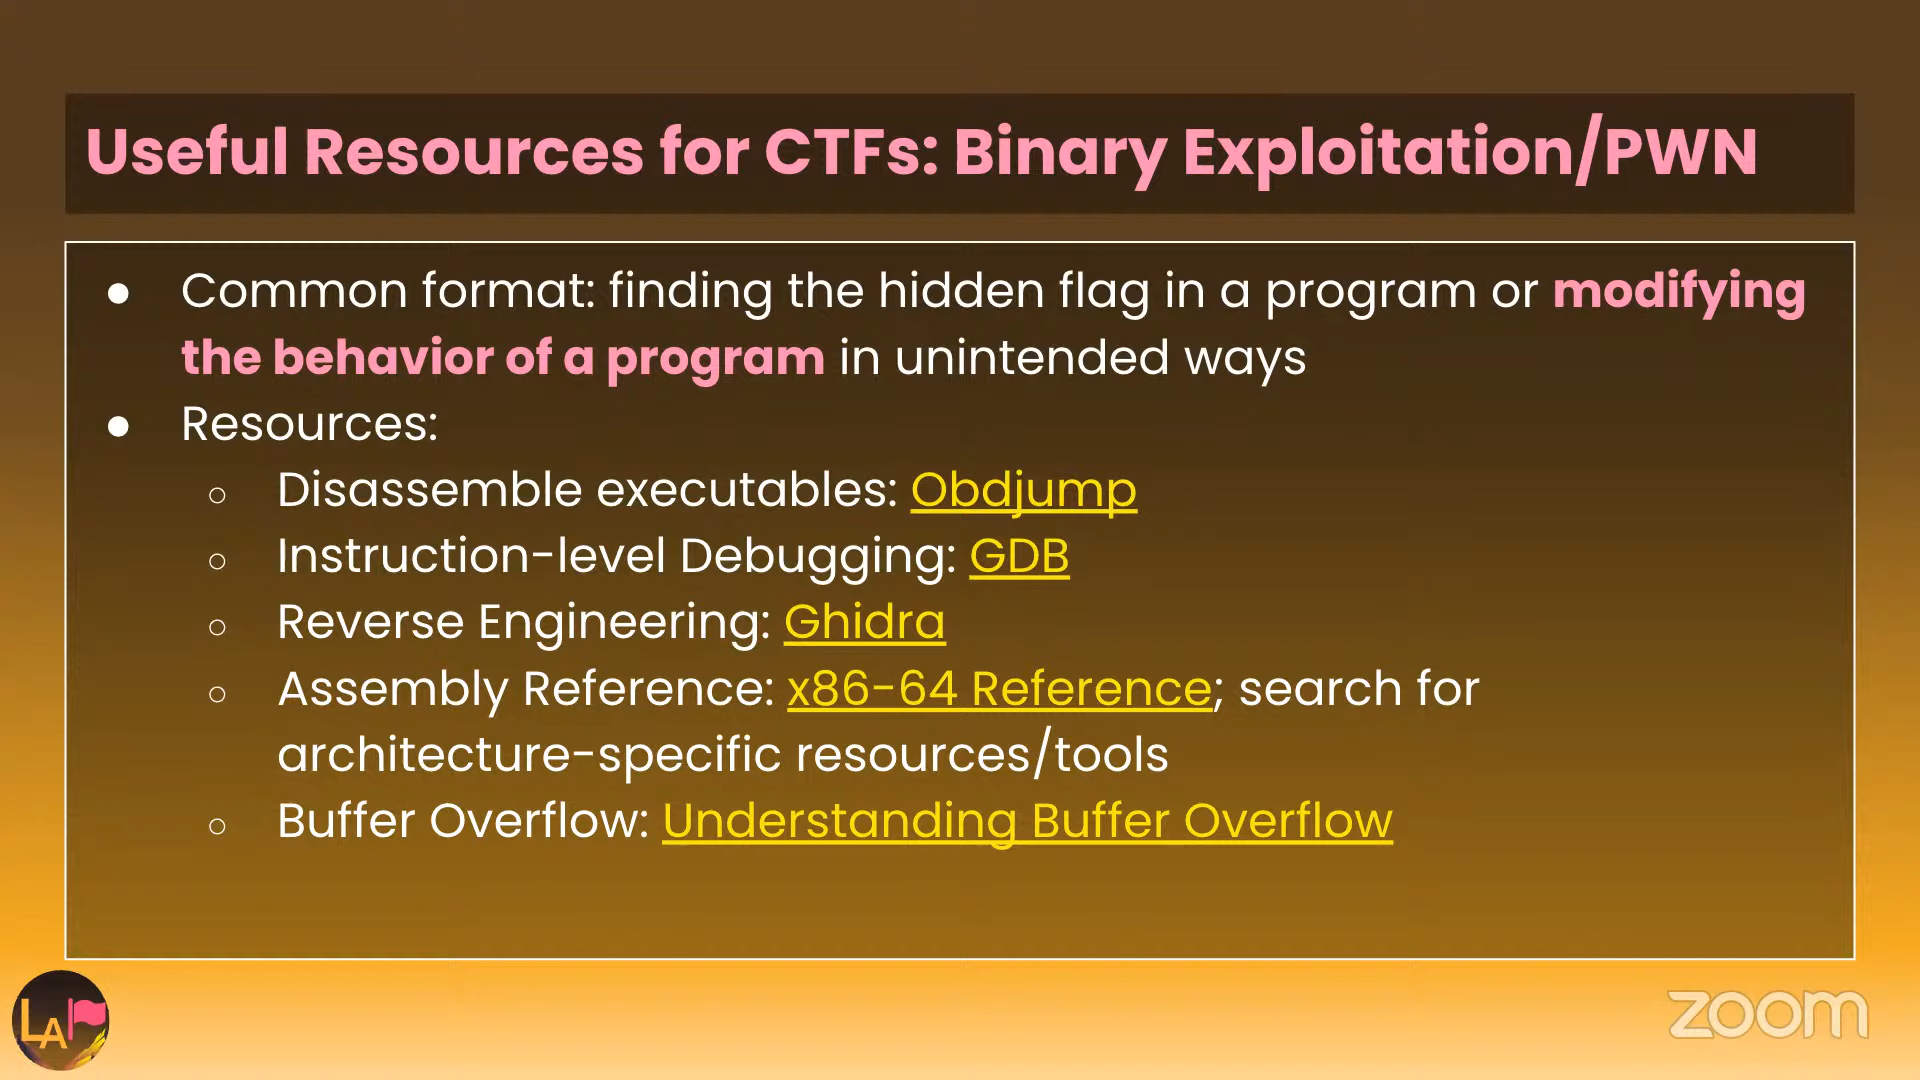 Useful Resources for CTFs: Binary Exploitation/PWN
● Common format: finding the hidden flag in a program or modifying
the behavior of a program in unintended ways
● Resources:
○ Disassemble executables: Obdjump
○ Instruction-level Debugging: GDB
○ Reverse Engineering: Ghidra
○ Assembly Reference: x86-64 Reference; search for
architecture-specific resources/tools
○ Buffer Overflow: Understanding Buffer Overflow
LA
zoom